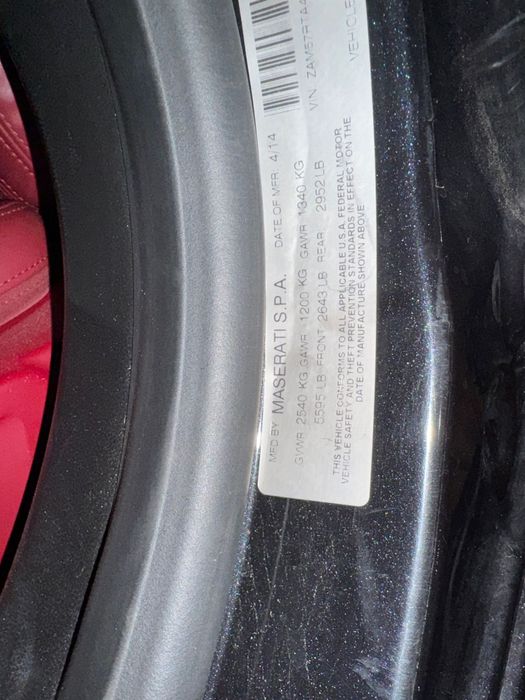 MFD BY MASERATI S.P.A. DATE OF MFR 4/14
GVWR 2540 KG GAWR 1200 KG GAWR 1340 KG
5595 LB FRONT 2643 LB REAR 2952 LB
THIS VEHICLE CONFORMS TO ALL APPLICABLE U.S.A. FEDERAL MOTOR
VEHICLE SAFETY AND THEFT PREVENTION STANDARDS IN EFFECT ON THE
DATE OF MANUFACTURE SHOWN ABOVE
V/N ZAM57RTA
VEHICLE